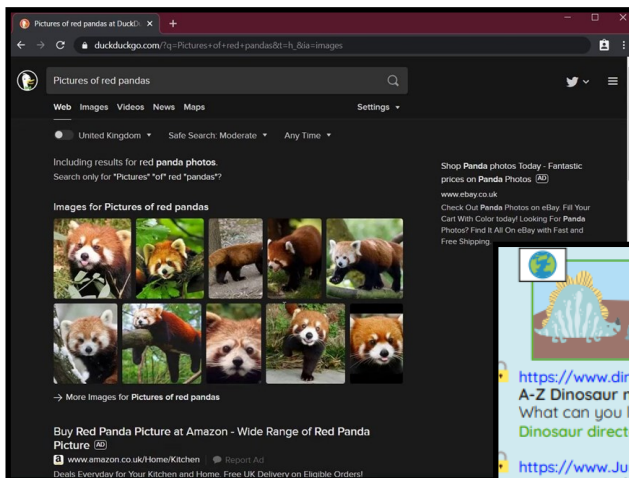 Pictures of red pandas at DuckDu
duckduckgo.com/?q=Pictures+of+red+pandas&t=h_&ia=images
Pictures of red pandas
Web Images Videos News Maps Settings
United Kingdom Safe Search: Moderate Any Time
Including results for red panda photos.
Search only for "Pictures" "of" red "pandas"?
Images for Pictures of red pandas
→ More Images for Pictures of red pandas
Buy Red Panda Picture at Amazon - Wide Range of Red Panda
Picture AD
a www.amazon.co.uk/Home/Kitchen Report Ad
Deals Everyday for Your Kitchen and Home. Free UK Delivery on Eligible Orders!
Shop Panda photos Today - Fantastic
prices on Panda Photos AD
www.ebay.co.uk
Check Out Panda Photos on eBay. Fill Your
Cart With Color today! Looking For Panda
Photos? Find It All On eBay with Fast and
Free Shipping.
https://www.din
A-Z Dinosaur n
What can you l
Dinosaur direct
https://www.Ju